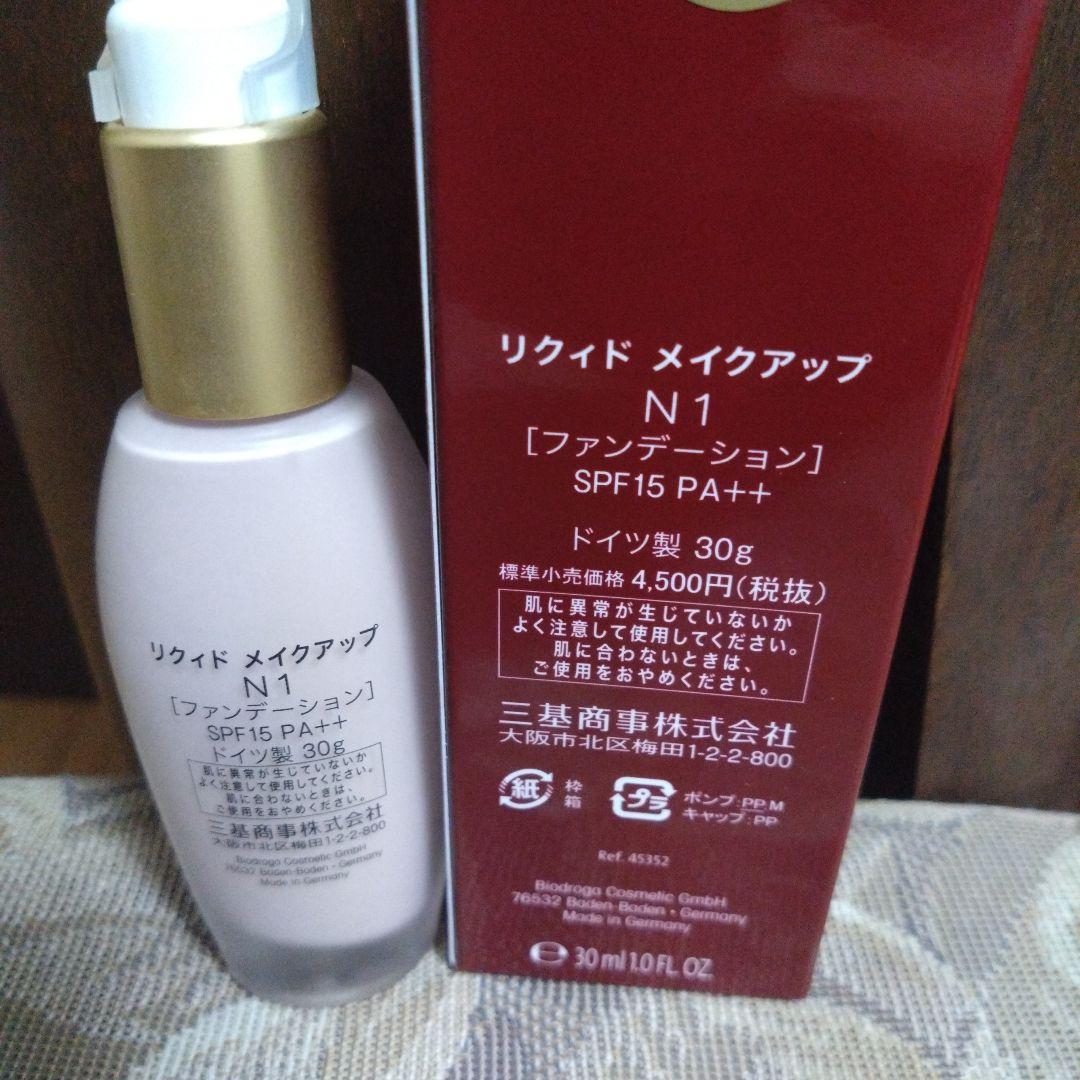 リクィド メイクアップ
N1
[ファンデーション]
SPF15 PA++
ドイツ製 30g
肌に異常が生じていないか
よく注意して使用してください。
肌に合わないときは、
ご使用をおやめください。
三基商事株式会社
大阪市北区梅田1-2-2-800
Biodroga Cosmetic GmbH
76532 Baden-Baden・Germany
Made in Germany
リクィド メイクアップ
N1
[ファンデーション]
SPF15 PA++
ドイツ製 30g
標準小売価格 4,500円(税抜)
肌に異常が生じていないか
よく注意して使用してください。
肌に合わないときは、
ご使用をおやめください。
三基商事株式会社
大阪市北区梅田1-2-2-800
紙 枠
箱
プラ ポンプ:PP,M
キャップ:PP
Ref. 45352
Biodroga Cosmetic GmbH
76532 Baden-Baden・Germany
Made in Germany
℮ 30 ml 1.0 FL. OZ.